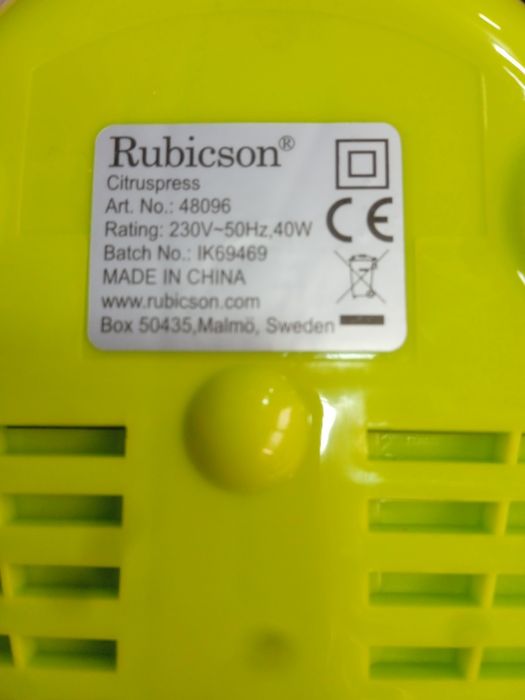 Rubicson®
Citruspress
Art. No.: 48096
Rating: 230V~50Hz,40W
Batch No.: IK69469
MADE IN CHINA
www.rubicson.com
Box 50435,Malmö, Sweden
CE